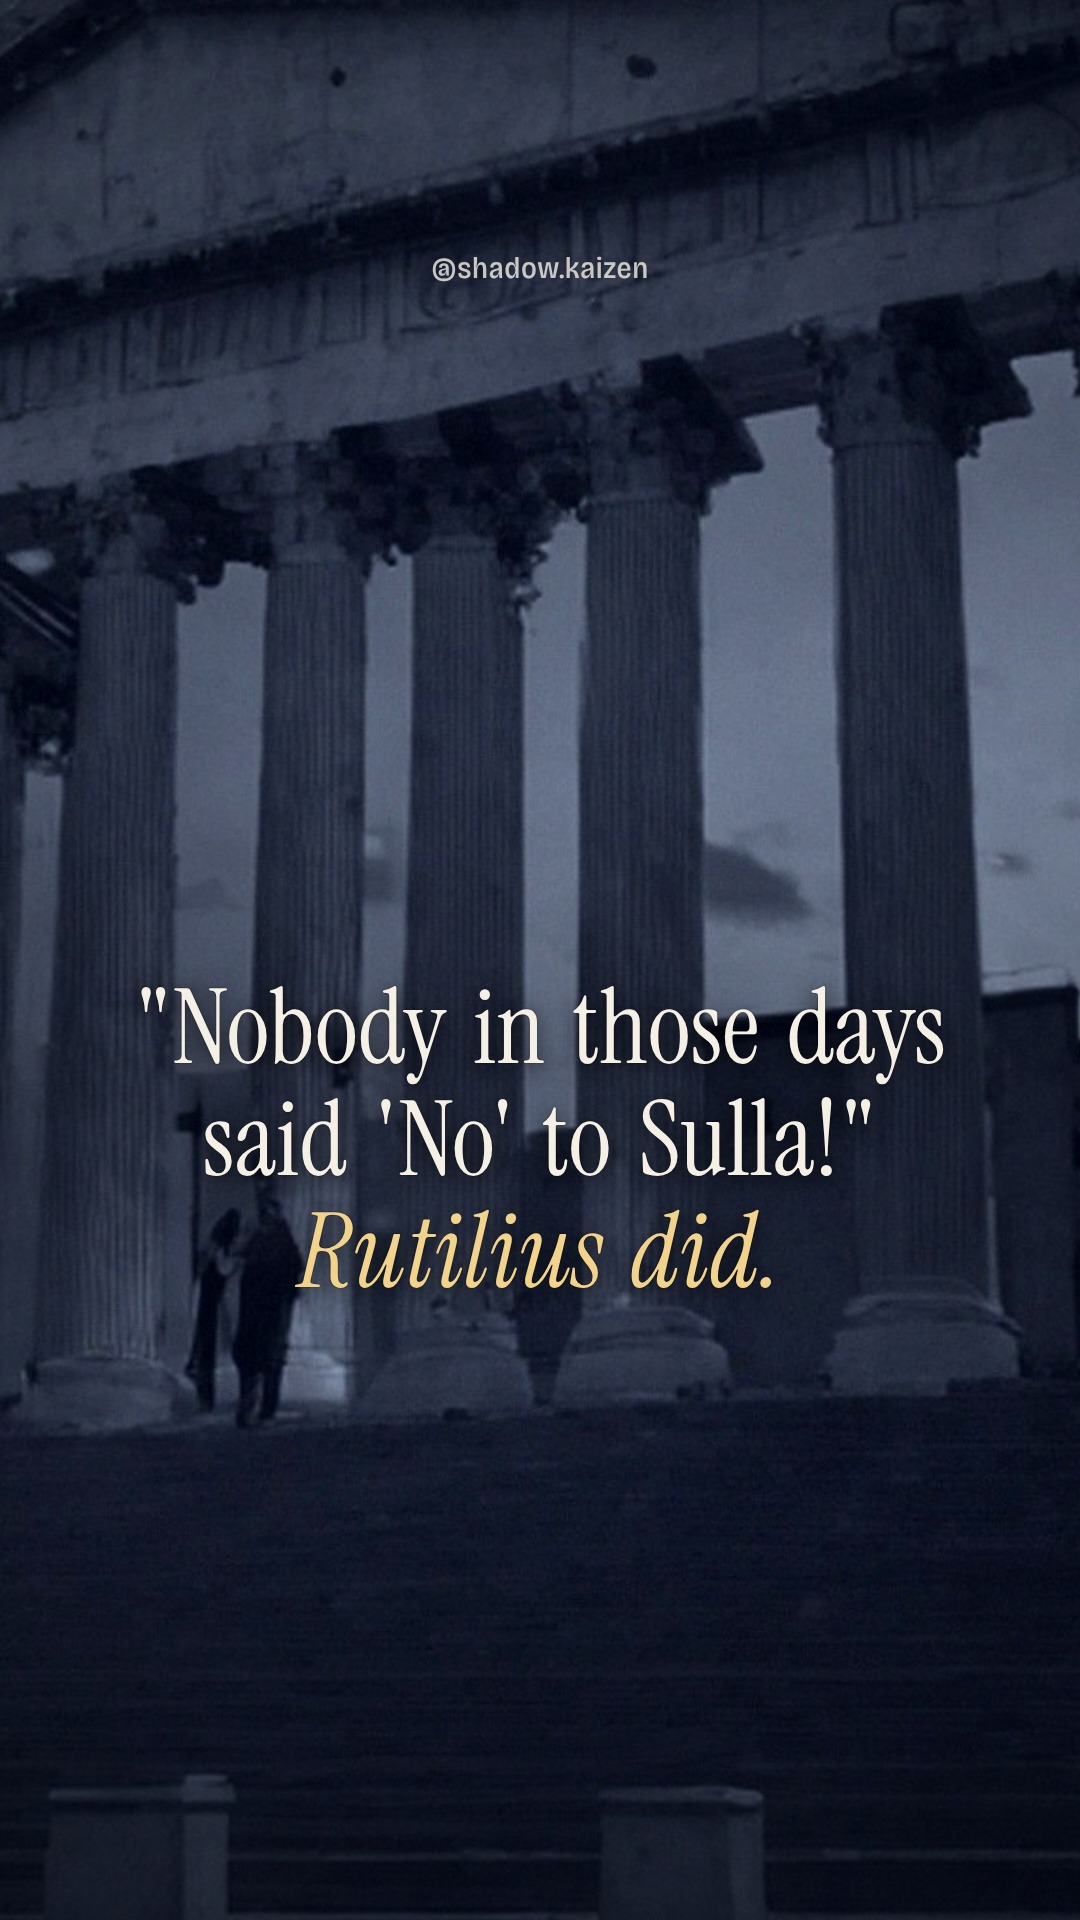 @shadow.kaizen
"Nobody in those days
said 'No' to Sulla!"
Rutilius did.